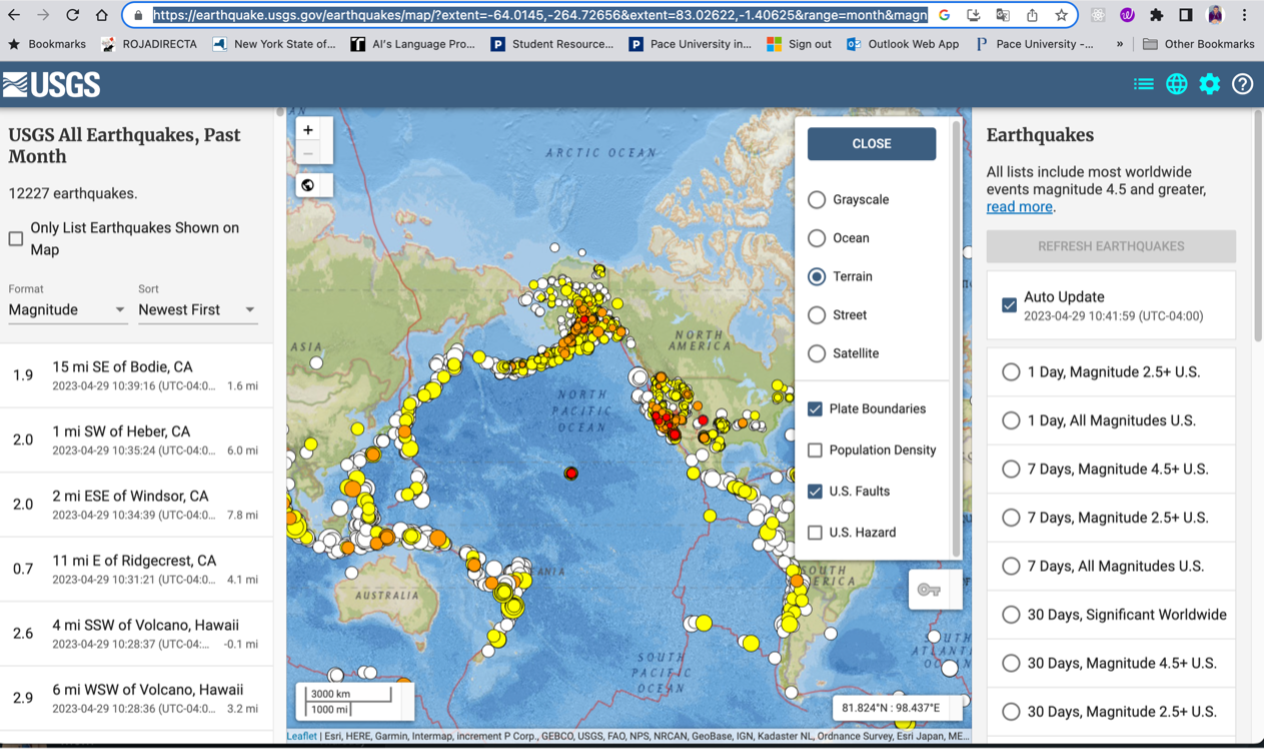 https://earthquake.usgs.gov/earthquakes/map/?extent=-64.0145,-264.72656&extent=83.02622,-1.40625&range=month&magn
Bookmarks
ROJADIRECTA
New York State of...
Al's Language Pro...
Student Resource...
Pace University in...
Sign out
Outlook Web App
Pace University -...
»
Other Bookmarks
USGS
USGS All Earthquakes, Past
Month
12227 earthquakes.
Only List Earthquakes Shown on
Map
Format
Sort
Magnitude
Newest First
1.9
15 mi SE of Bodie, CA
2023-04-29 10:39:16 (UTC-04:0...
1.6 mi
2.0
1 mi SW of Heber, CA
2023-04-29 10:35:24 (UTC-04:0...
6.0 mi
2.0
2 mi ESE of Windsor, CA
2023-04-29 10:34:39 (UTC-04:0...
7.8 mi
0.7
11 mi E of Ridgecrest, CA
2023-04-29 10:31:21 (UTC-04:0...
4.1 mi
2.6
4 mi SSW of Volcano, Hawaii
2023-04-29 10:28:37 (UTC-04:...
-0.1 mi
2.9
6 mi WSW of Volcano, Hawaii
2023-04-29 10:28:36 (UTC-04:0...
3.2 mi
+
−
ARCTIC OCEAN
ASIA
NORTH
AMERICA
NORTH
PACIFIC
OCEAN
AUSTRALIA
SOUTH
PACIFIC
OCEAN
3000 km
1000 mi
81.824°N : 98.437°E
Leaflet | Esri, HERE, Garmin, Intermap, increment P Corp., GEBCO, USGS, FAO, NPS, NRCAN, GeoBase, IGN, Kadaster NL, Ordnance Survey, Esri Japan, ME...
CLOSE
Grayscale
Ocean
Terrain
Street
Satellite
Plate Boundaries
Population Density
U.S. Faults
U.S. Hazard
Earthquakes
All lists include most worldwide
events magnitude 4.5 and greater,
read more.
REFRESH EARTHQUAKES
Auto Update
2023-04-29 10:41:59 (UTC-04:00)
1 Day, Magnitude 2.5+ U.S.
1 Day, All Magnitudes U.S.
7 Days, Magnitude 4.5+ U.S.
7 Days, Magnitude 2.5+ U.S.
7 Days, All Magnitudes U.S.
30 Days, Significant Worldwide
30 Days, Magnitude 4.5+ U.S.
30 Days, Magnitude 2.5+ U.S.